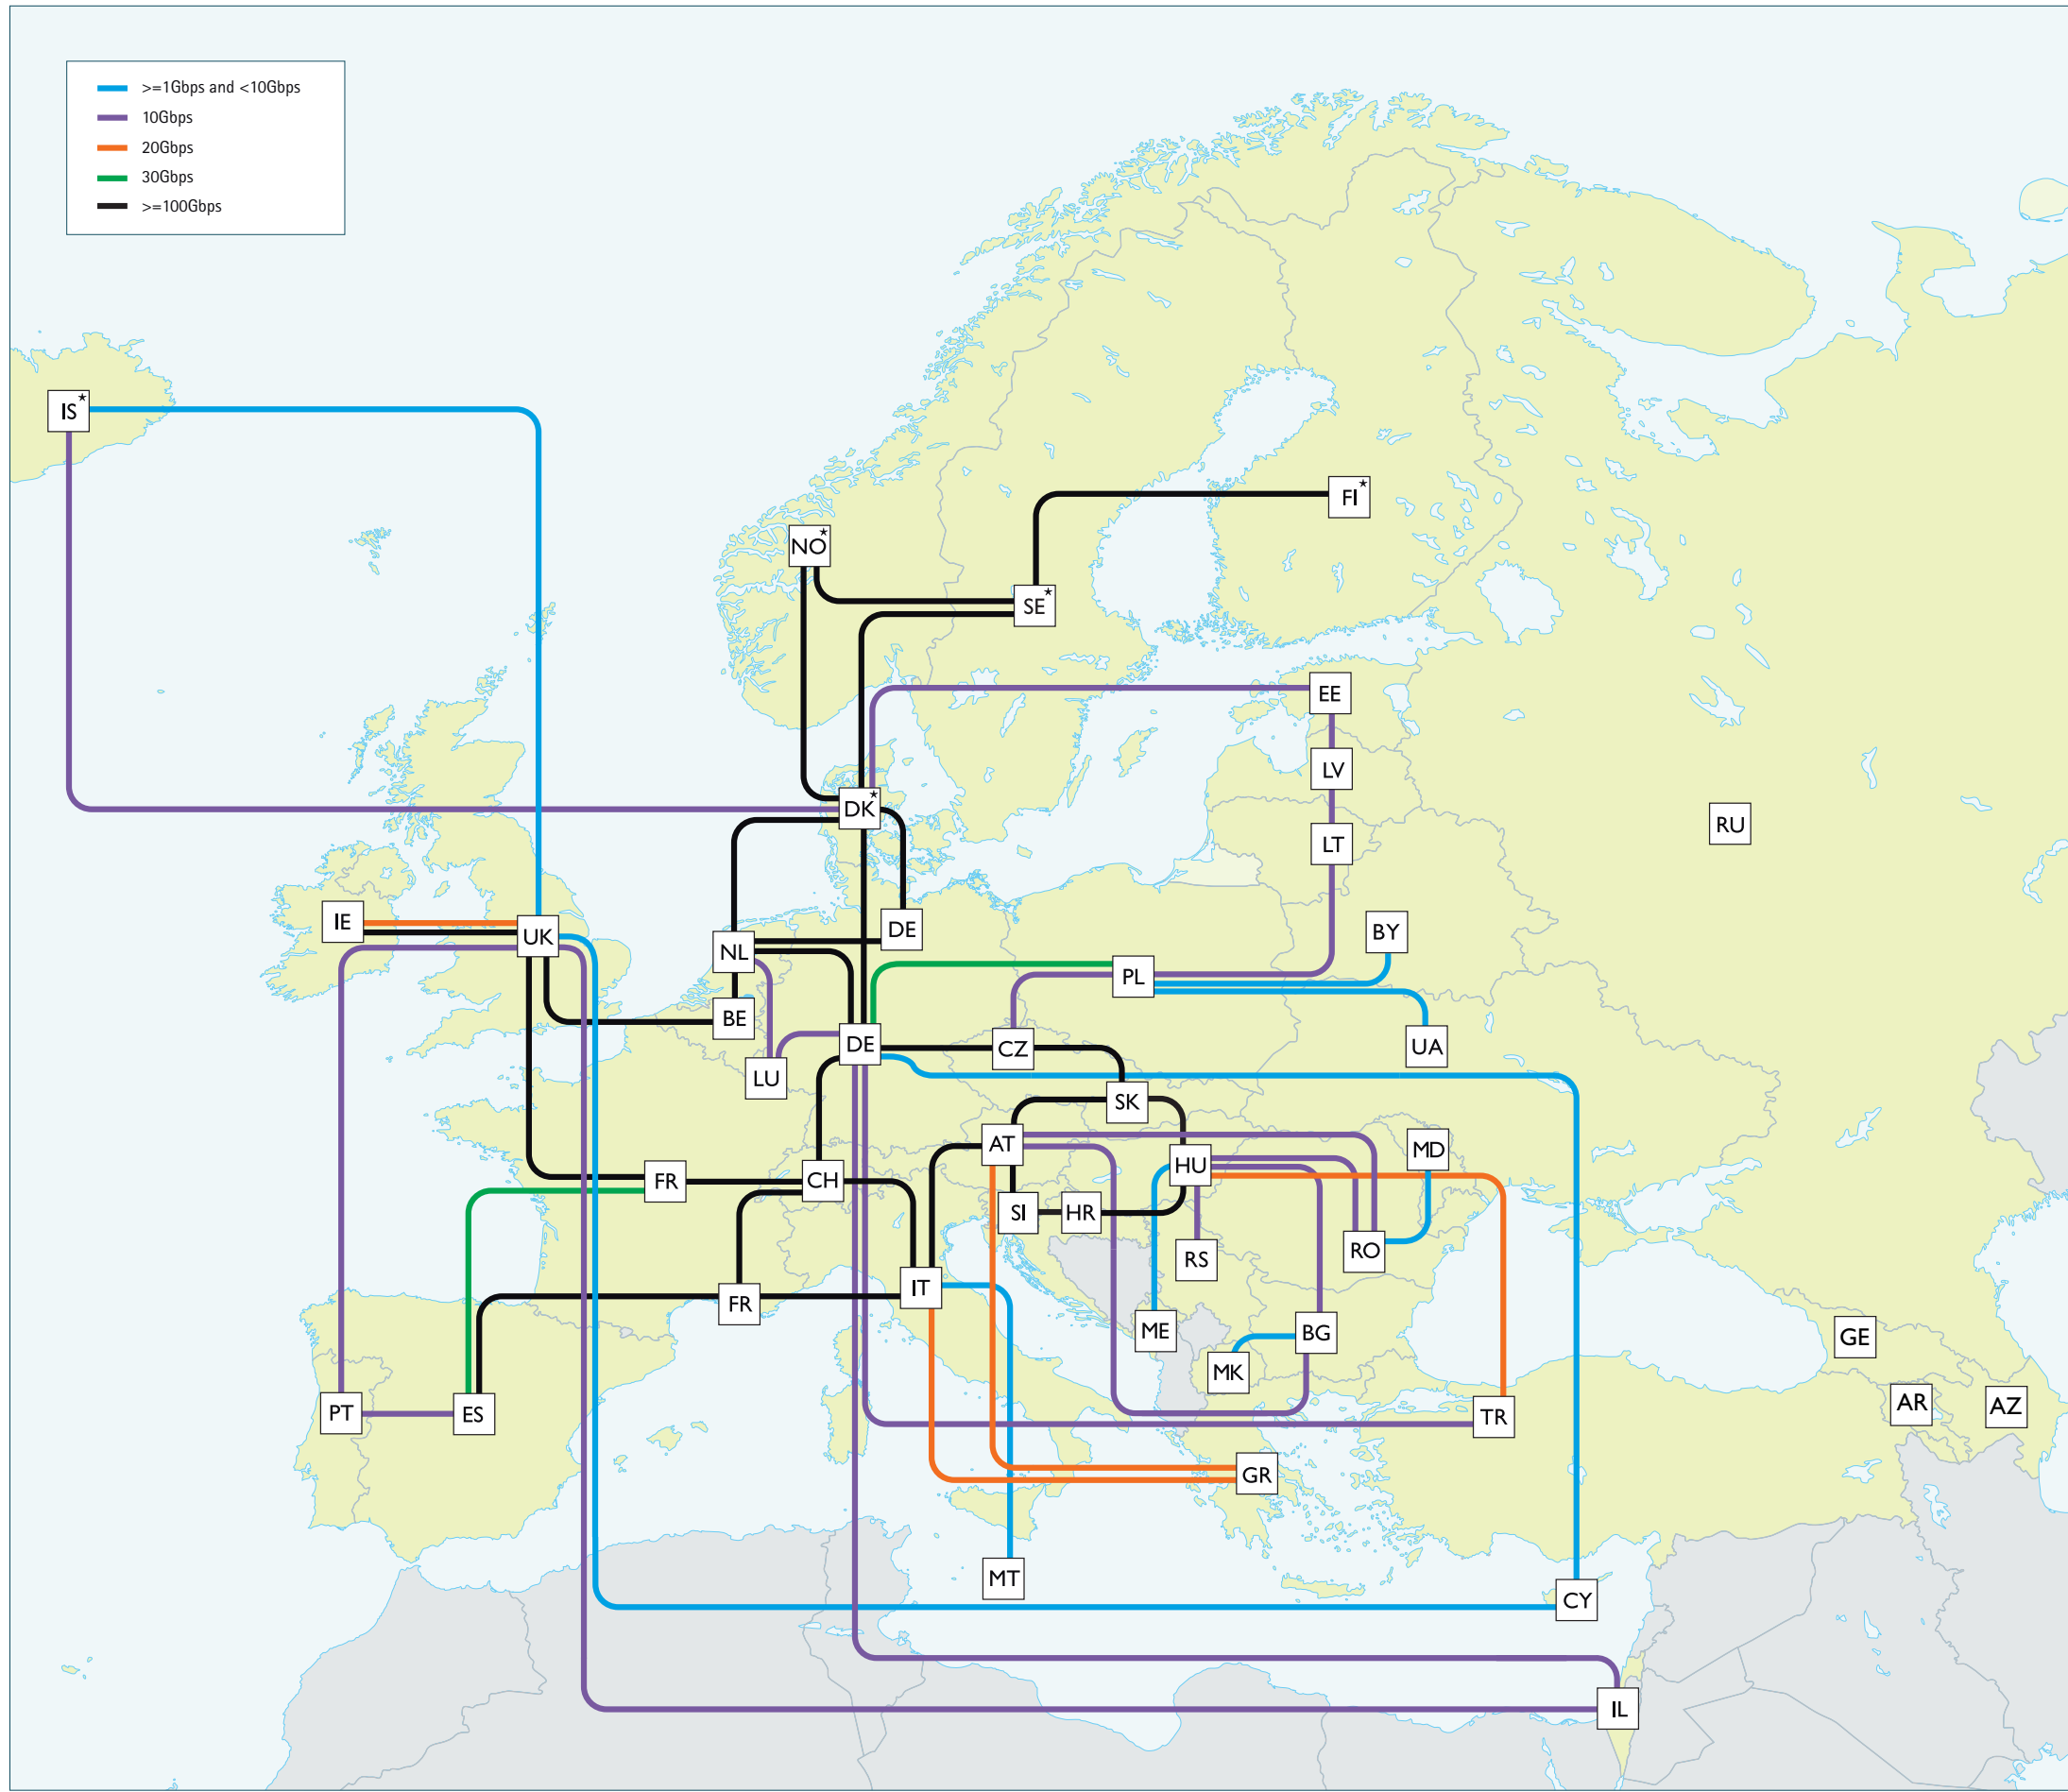 >=1Gbps and <10Gbps
10Gbps
20Gbps
30Gbps
>=100Gbps
IS*
FI*
NO*
SE*
EE
LV
DK*
RU
LT
IE
UK
DE
BY
NL
PL
BE
DE
CZ
UA
LU
SK
AT
MD
HU
FR
CH
SI
HR
RO
RS
IT
FR
ME
BG
GE
MK
PT
ES
TR
AR
AZ
GR
MT
CY
IL